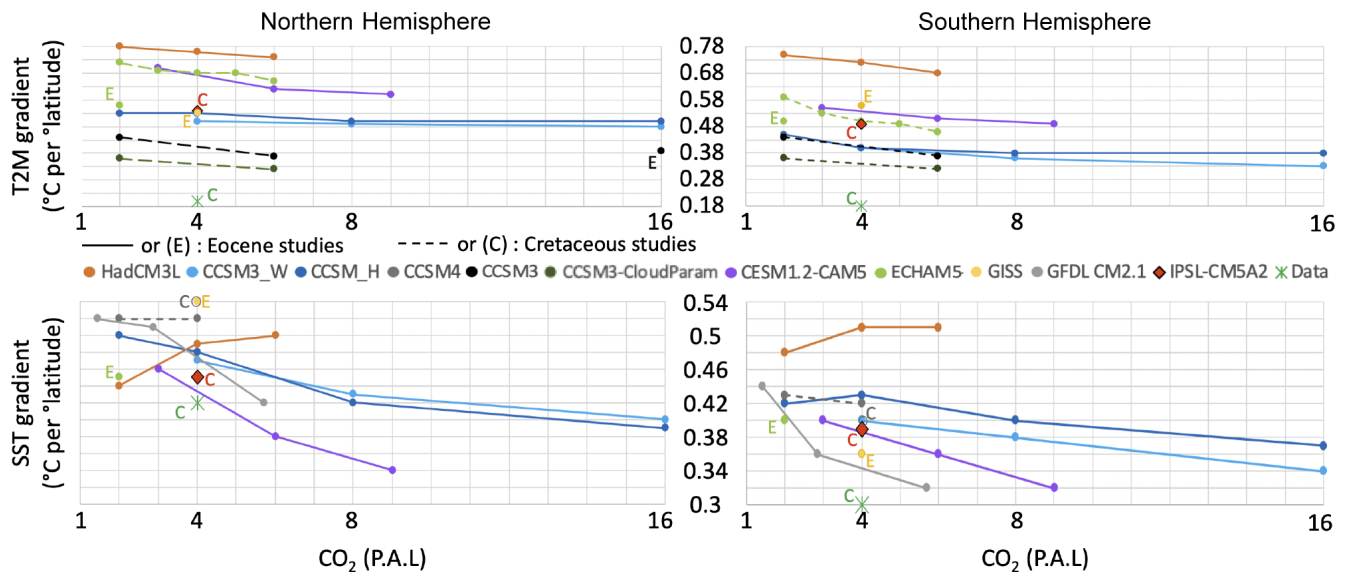 Northern Hemisphere
Southern Hemisphere
T2M gradient
(°C per °latitude)
E
C
E
E
C
0.78
0.68
0.58
0.48
0.38
0.28
0.18
E
E
C
C
1 4 8 16
1 4 8 16
or (E) : Eocene studies or (C) : Cretaceous studies
HadCM3L CCSM3_W CCSM_H CCSM4 CCSM3 CCSM3-CloudParam CESM1.2-CAM5 ECHAM5 GISS GFDL CM2.1 IPSL-CM5A2 Data
SST gradient
(°C per °latitude)
C E
E
C
C
0.54
0.5
0.46
0.42
0.38
0.34
0.3
C
E
C
E
C
1 4 8 16
1 4 8 16
CO2 (P.A.L)
CO2 (P.A.L)